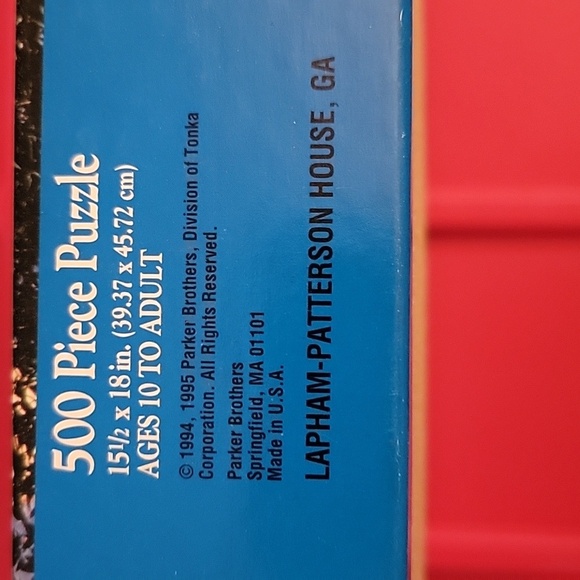 500 Piece Puzzle
15½ x 18 in. (39.37 x 45.72 cm)
AGES 10 TO ADULT
© 1994, 1995 Parker Brothers, Division of Tonka
Corporation. All Rights Reserved.
Parker Brothers
Springfield, MA 01101
Made in U.S.A.
LAPHAM-PATTERSON HOUSE, GA